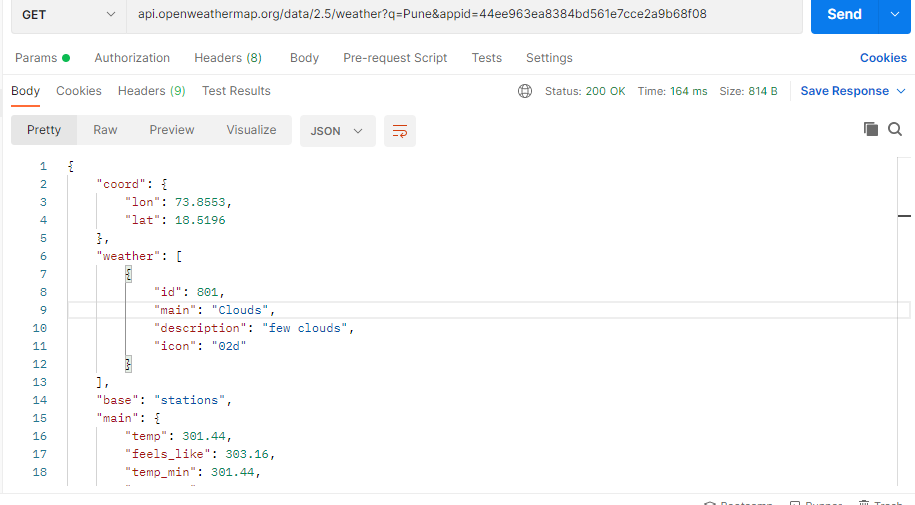 GET api.openweathermap.org/data/2.5/weather?q=Pune&appid=44ee963ea8384bd561e7cce2a9b68f08 Send
Params Authorization Headers (8) Body Pre-request Script Tests Settings Cookies
Body Cookies Headers (9) Test Results Status: 200 OK Time: 164 ms Size: 814 B Save Response
Pretty Raw Preview Visualize JSON
1 {
2 "coord": {
3 "lon": 73.8553,
4 "lat": 18.5196
5 },
6 "weather": [
7 {
8 "id": 801,
9 "main": "Clouds",
10 "description": "few clouds",
11 "icon": "02d"
12 }
13 ],
14 "base": "stations",
15 "main": {
16 "temp": 301.44,
17 "feels_like": 303.16,
18 "temp_min": 301.44,